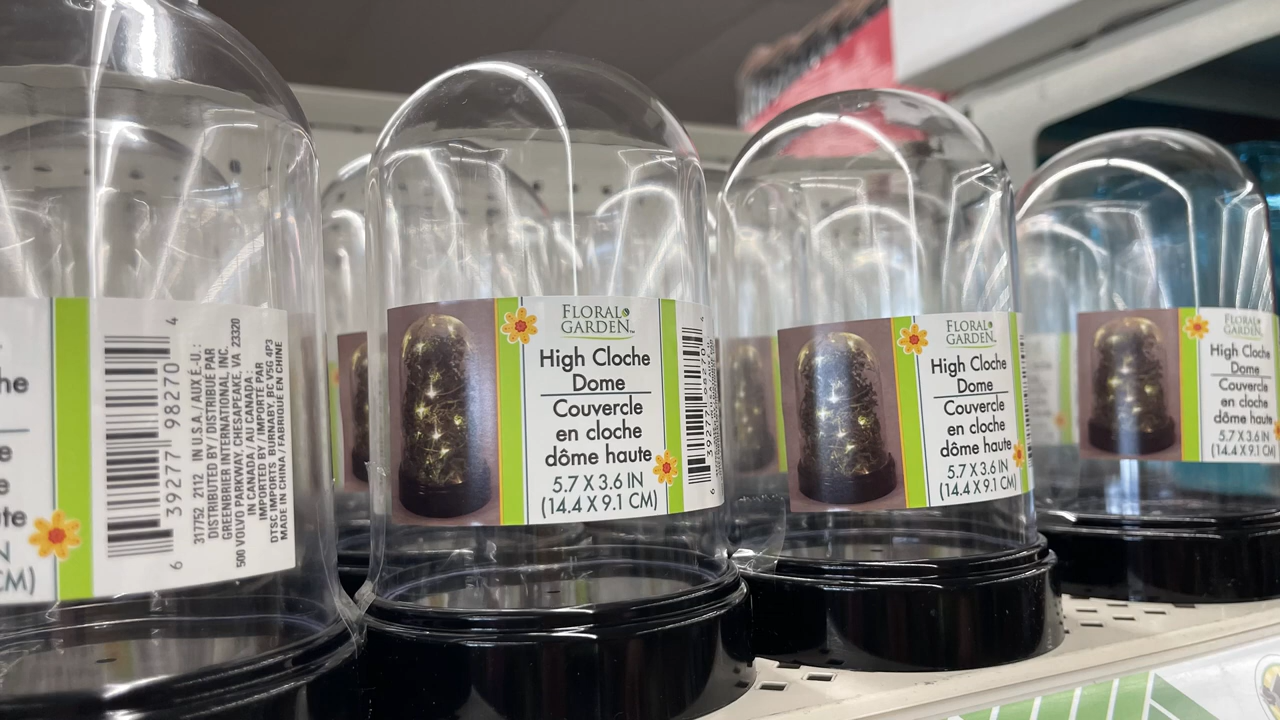 he
e
e
ute
N
CM)
6 39277 98270 4
317752 2112 IN U.S.A. / AUX É.-U. :
DISTRIBUTED BY / DISTRIBUÉ PAR
GREENBRIER INTERNATIONAL, INC.
500 VOLVO PARKWAY, CHESAPEAKE, VA 23320
IN CANADA / AU CANADA :
IMPORTED BY / IMPORTÉ PAR
DTSC IMPORTS BURNABY, BC V5G 4P3
MADE IN CHINA / FABRIQUÉ EN CHINE
FLORAL
GARDEN™
High Cloche
Dome
Couvercle
en cloche
dôme haute
5.7 X 3.6 IN
(14.4 X 9.1 CM)
FLORAL
GARDEN™
High Cloche
Dome
Couvercle
en cloche
dôme haute
5.7 X 3.6 IN
(14.4 X 9.1 CM)
FLORAL
GARDEN
High Cloche
Dome
Couvercle
en cloche
dôme haute
5.7 X 3.6 IN
(14.4 X 9.1 CM)